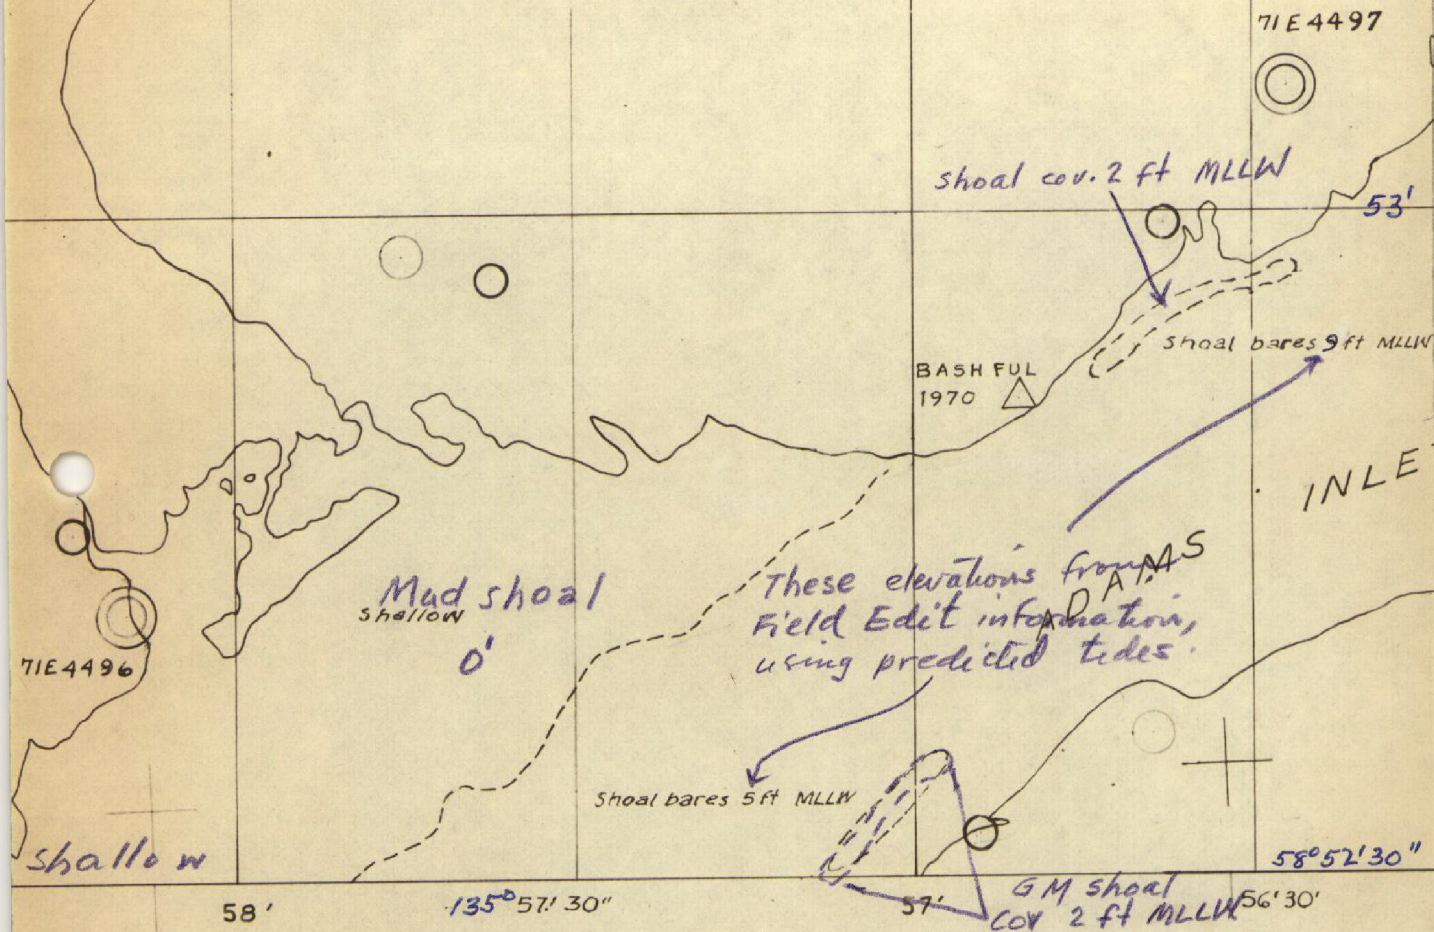 71E4497
shoal cov. 2 ft MLLW
53'
Shoal bares 9 ft MLLW
BASHFUL
1970
INLE
ADAMS
Mud shoal
Shallow
0'
These elevations from
Field Edit information,
using predicted tides.
71E4496
Shoal bares 5 ft MLLW
shallow
58°52'30"
GM shoal
cov 2 ft MLLW
58'
135°57'30"
57'
56'30'